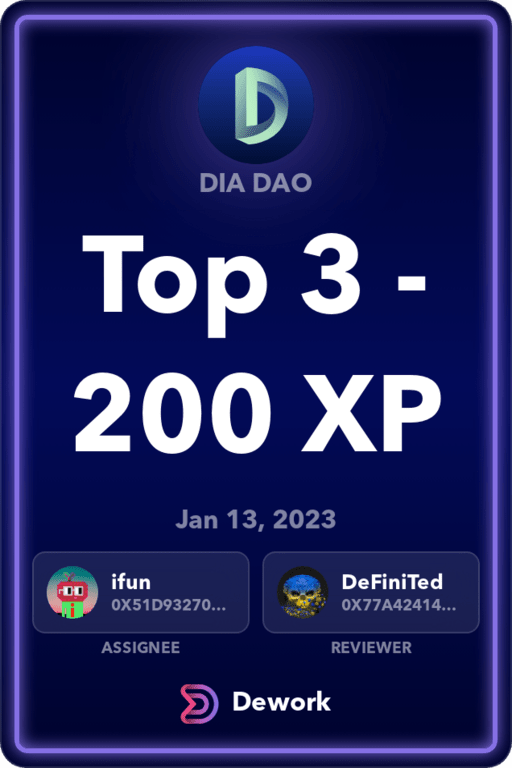 DIA DAO
Top 3 -
200 XP
Jan 13, 2023
ifun
0X51D93270...
DeFiniTed
0X77A42414...
ASSIGNEE
REVIEWER
Dework